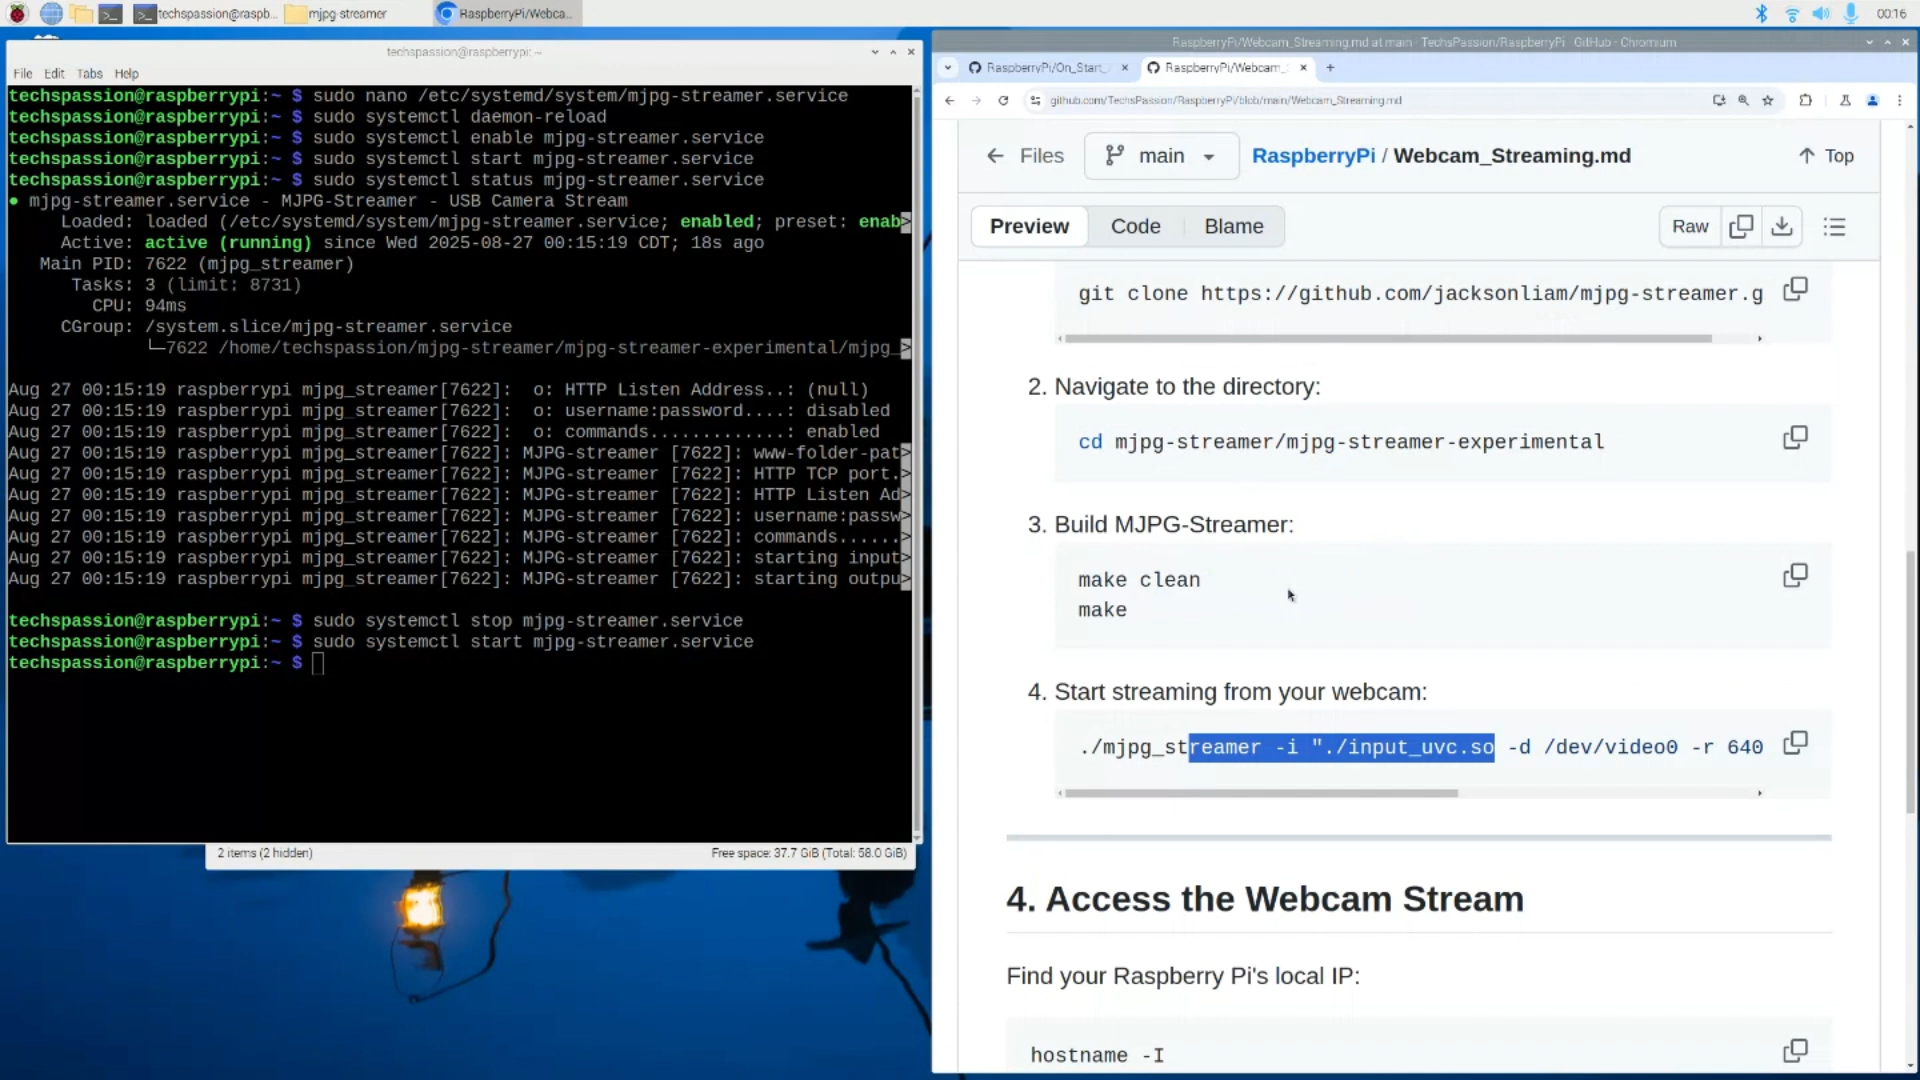 techspassion@raspb...
mjpg-streamer
RaspberryPi/Webca...
00:16
techspassion@raspberrypi: ~
File Edit Tabs Help
techspassion@raspberrypi:~ $ sudo nano /etc/systemd/system/mjpg-streamer.service
techspassion@raspberrypi:~ $ sudo systemctl daemon-reload
techspassion@raspberrypi:~ $ sudo systemctl enable mjpg-streamer.service
techspassion@raspberrypi:~ $ sudo systemctl start mjpg-streamer.service
techspassion@raspberrypi:~ $ sudo systemctl status mjpg-streamer.service
● mjpg-streamer.service - MJPG-Streamer - USB Camera Stream
Loaded: loaded (/etc/systemd/system/mjpg-streamer.service; enabled; preset: enab>
Active: active (running) since Wed 2025-08-27 00:15:19 CDT; 18s ago
Main PID: 7622 (mjpg_streamer)
Tasks: 3 (limit: 8731)
CPU: 94ms
CGroup: /system.slice/mjpg-streamer.service
└─7622 /home/techspassion/mjpg-streamer/mjpg-streamer-experimental/mjpg_>
Aug 27 00:15:19 raspberrypi mjpg_streamer[7622]:  o: HTTP Listen Address..: (null)
Aug 27 00:15:19 raspberrypi mjpg_streamer[7622]:  o: username:password....: disabled
Aug 27 00:15:19 raspberrypi mjpg_streamer[7622]:  o: commands.............: enabled
Aug 27 00:15:19 raspberrypi mjpg_streamer[7622]: MJPG-streamer [7622]: www-folder-pat>
Aug 27 00:15:19 raspberrypi mjpg_streamer[7622]: MJPG-streamer [7622]: HTTP TCP port.>
Aug 27 00:15:19 raspberrypi mjpg_streamer[7622]: MJPG-streamer [7622]: HTTP Listen Ad>
Aug 27 00:15:19 raspberrypi mjpg_streamer[7622]: MJPG-streamer [7622]: username:passw>
Aug 27 00:15:19 raspberrypi mjpg_streamer[7622]: MJPG-streamer [7622]: commands......>
Aug 27 00:15:19 raspberrypi mjpg_streamer[7622]: MJPG-streamer [7622]: starting input>
Aug 27 00:15:19 raspberrypi mjpg_streamer[7622]: MJPG-streamer [7622]: starting outpu>
techspassion@raspberrypi:~ $ sudo systemctl stop mjpg-streamer.service
techspassion@raspberrypi:~ $ sudo systemctl start mjpg-streamer.service
techspassion@raspberrypi:~ $
2 items (2 hidden)
Free space: 37.7 GiB (Total: 58.0 GiB)
RaspberryPi/Webcam_Streaming.md at main · TechsPassion/RaspberryPi · GitHub - Chromium
RaspberryPi/On_Start_
RaspberryPi/Webcam_
github.com/TechsPassion/RaspberryPi/blob/main/Webcam_Streaming.md
Files
main
RaspberryPi / Webcam_Streaming.md
Top
Preview
Code
Blame
Raw
git clone https://github.com/jacksonliam/mjpg-streamer.g
2. Navigate to the directory:
cd mjpg-streamer/mjpg-streamer-experimental
3. Build MJPG-Streamer:
make clean
make
4. Start streaming from your webcam:
./mjpg_streamer -i "./input_uvc.so -d /dev/video0 -r 640
4. Access the Webcam Stream
Find your Raspberry Pi's local IP:
hostname -I